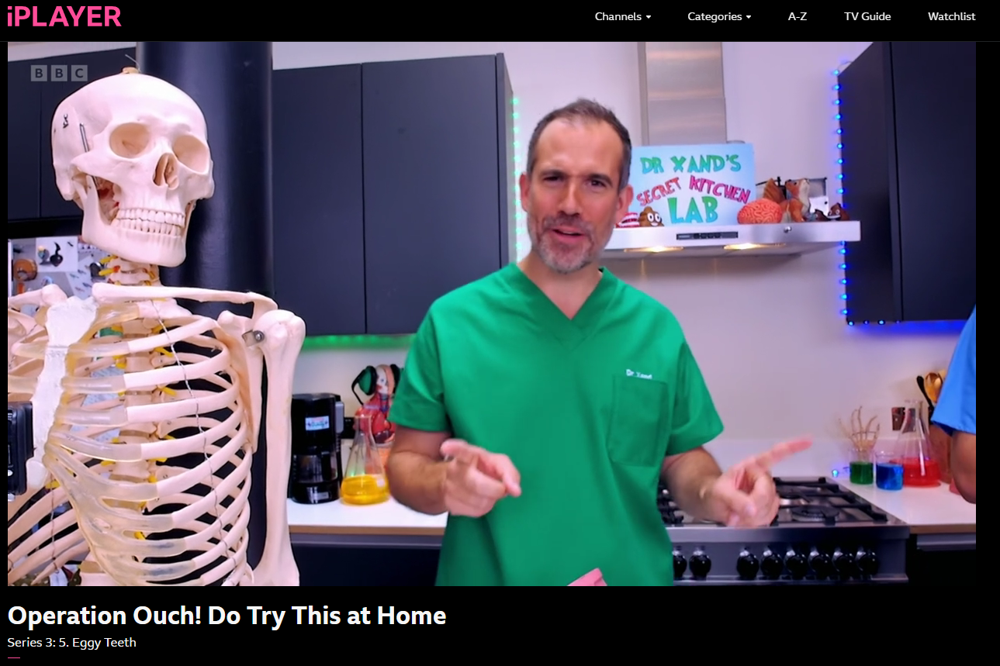 iPLAYER
Channels
Categories
A-Z
TV Guide
Watchlist
BBC
DR XAND'S
SECRET KITCHEN
LAB
Dr Xand
Operation Ouch! Do Try This at Home
Series 3: 5. Eggy Teeth